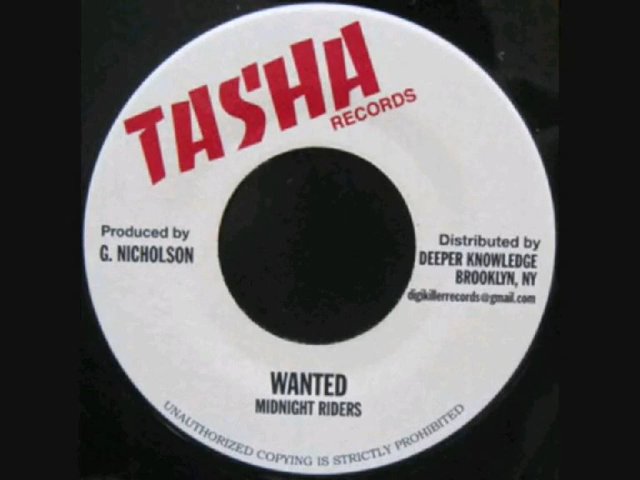 TASHA
RECORDS
Produced by
G. NICHOLSON
Distributed by
DEEPER KNOWLEDGE
BROOKLYN, NY
digikillerrecords@gmail.com
WANTED
MIDNIGHT RIDERS
UNAUTHORIZED COPYING IS STRICTLY PROHIBITED